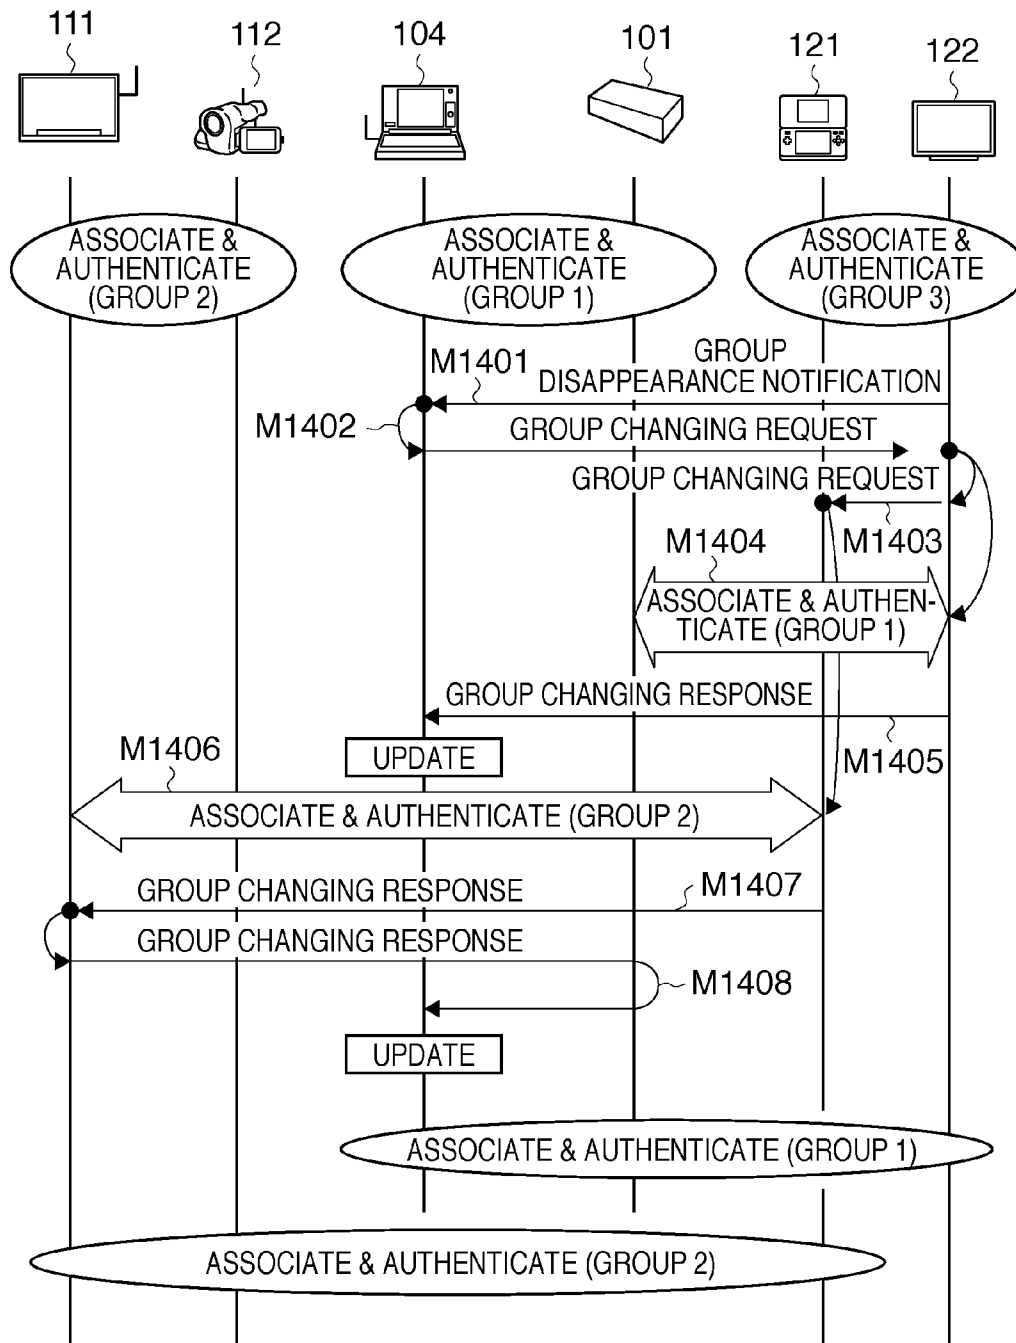 111
112
104
101
121
122
ASSOCIATE &
AUTHENTICATE
(GROUP 2)
ASSOCIATE &
AUTHENTICATE
(GROUP 1)
ASSOCIATE &
AUTHENTICATE
(GROUP 3)
M1401
GROUP
DISAPPEARANCE NOTIFICATION
M1402
GROUP CHANGING REQUEST
GROUP CHANGING REQUEST
M1403
M1404
ASSOCIATE & AUTHEN-
TICATE (GROUP 1)
GROUP CHANGING RESPONSE
M1405
UPDATE
M1406
ASSOCIATE & AUTHENTICATE (GROUP 2)
M1407
GROUP CHANGING RESPONSE
GROUP CHANGING RESPONSE
M1408
UPDATE
ASSOCIATE & AUTHENTICATE (GROUP 1)
ASSOCIATE & AUTHENTICATE (GROUP 2)